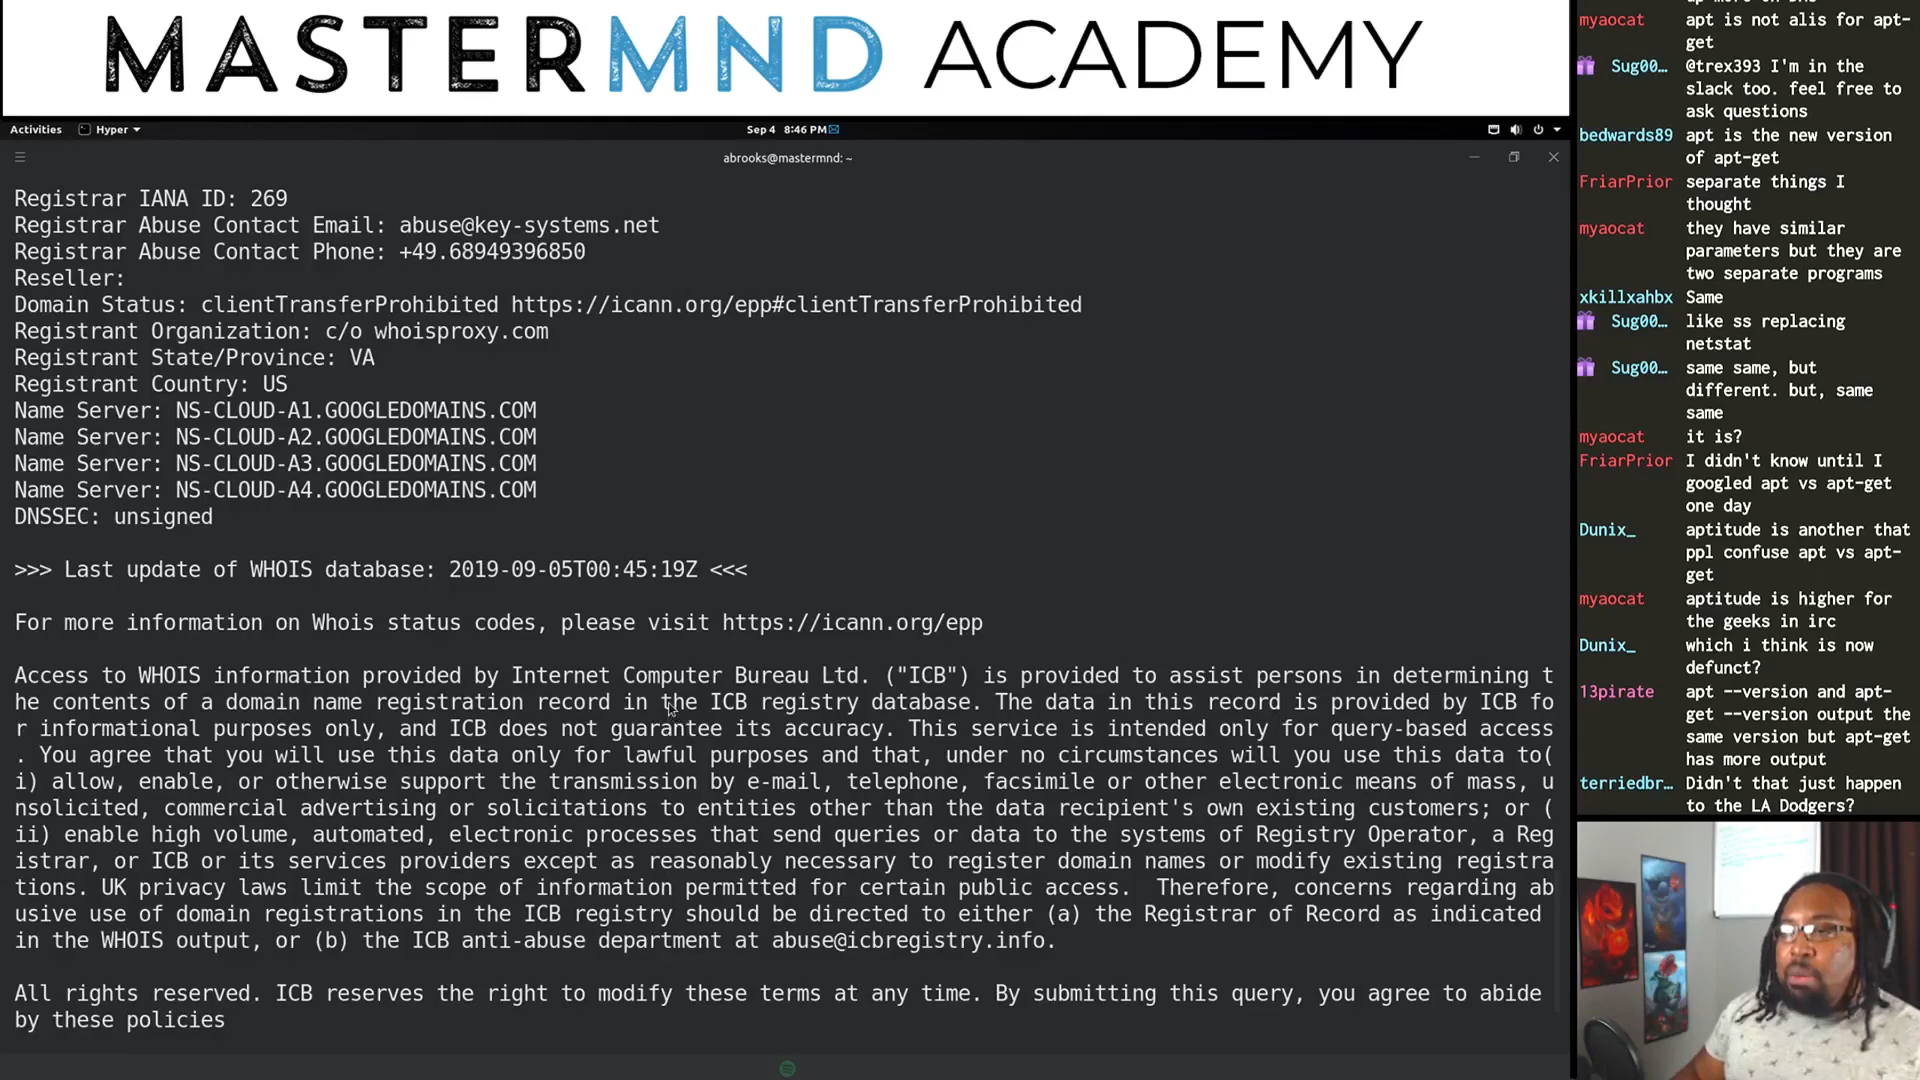 MASTERMND ACADEMY
Activities Hyper Sep 4 8:46 PM
abrooks@mastermnd: ~
Registrar IANA ID: 269
Registrar Abuse Contact Email: abuse@key-systems.net
Registrar Abuse Contact Phone: +49.68949396850
Reseller:
Domain Status: clientTransferProhibited https://icann.org/epp#clientTransferProhibited
Registrant Organization: c/o whoisproxy.com
Registrant State/Province: VA
Registrant Country: US
Name Server: NS-CLOUD-A1.GOOGLEDOMAINS.COM
Name Server: NS-CLOUD-A2.GOOGLEDOMAINS.COM
Name Server: NS-CLOUD-A3.GOOGLEDOMAINS.COM
Name Server: NS-CLOUD-A4.GOOGLEDOMAINS.COM
DNSSEC: unsigned
>>> Last update of WHOIS database: 2019-09-05T00:45:19Z <<<
For more information on Whois status codes, please visit https://icann.org/epp
Access to WHOIS information provided by Internet Computer Bureau Ltd. ("ICB") is provided to assist persons in determining t
he contents of a domain name registration record in the ICB registry database. The data in this record is provided by ICB fo
r informational purposes only, and ICB does not guarantee its accuracy. This service is intended only for query-based access
. You agree that you will use this data only for lawful purposes and that, under no circumstances will you use this data to(
i) allow, enable, or otherwise support the transmission by e-mail, telephone, facsimile or other electronic means of mass, u
nsolicited, commercial advertising or solicitations to entities other than the data recipient's own existing customers; or (
ii) enable high volume, automated, electronic processes that send queries or data to the systems of Registry Operator, a Reg
istrar, or ICB or its services providers except as reasonably necessary to register domain names or modify existing registra
tions. UK privacy laws limit the scope of information permitted for certain public access.  Therefore, concerns regarding ab
usive use of domain registrations in the ICB registry should be directed to either (a) the Registrar of Record as indicated
in the WHOIS output, or (b) the ICB anti-abuse department at abuse@icbregistry.info.
All rights reserved. ICB reserves the right to modify these terms at any time. By submitting this query, you agree to abide
by these policies
myaocat apt is not alis for apt-
get
Sug00… @trex393 I'm in the
slack too. feel free to
ask questions
bedwards89 apt is the new version
of apt-get
FriarPrior separate things I
thought
myaocat they have similar
parameters but they are
two separate programs
xkillxahbx Same
Sug00… like ss replacing
netstat
Sug00… same same, but
different. but, same
same
myaocat it is?
FriarPrior I didn't know until I
googled apt vs apt-get
one day
Dunix_ aptitude is another that
ppl confuse apt vs apt-
get
myaocat aptitude is higher for
the geeks in irc
Dunix_ which i think is now
defunct?
13pirate apt --version and apt-
get --version output the
same version but apt-get
has more output
terriedbr… Didn't that just happen
to the LA Dodgers?